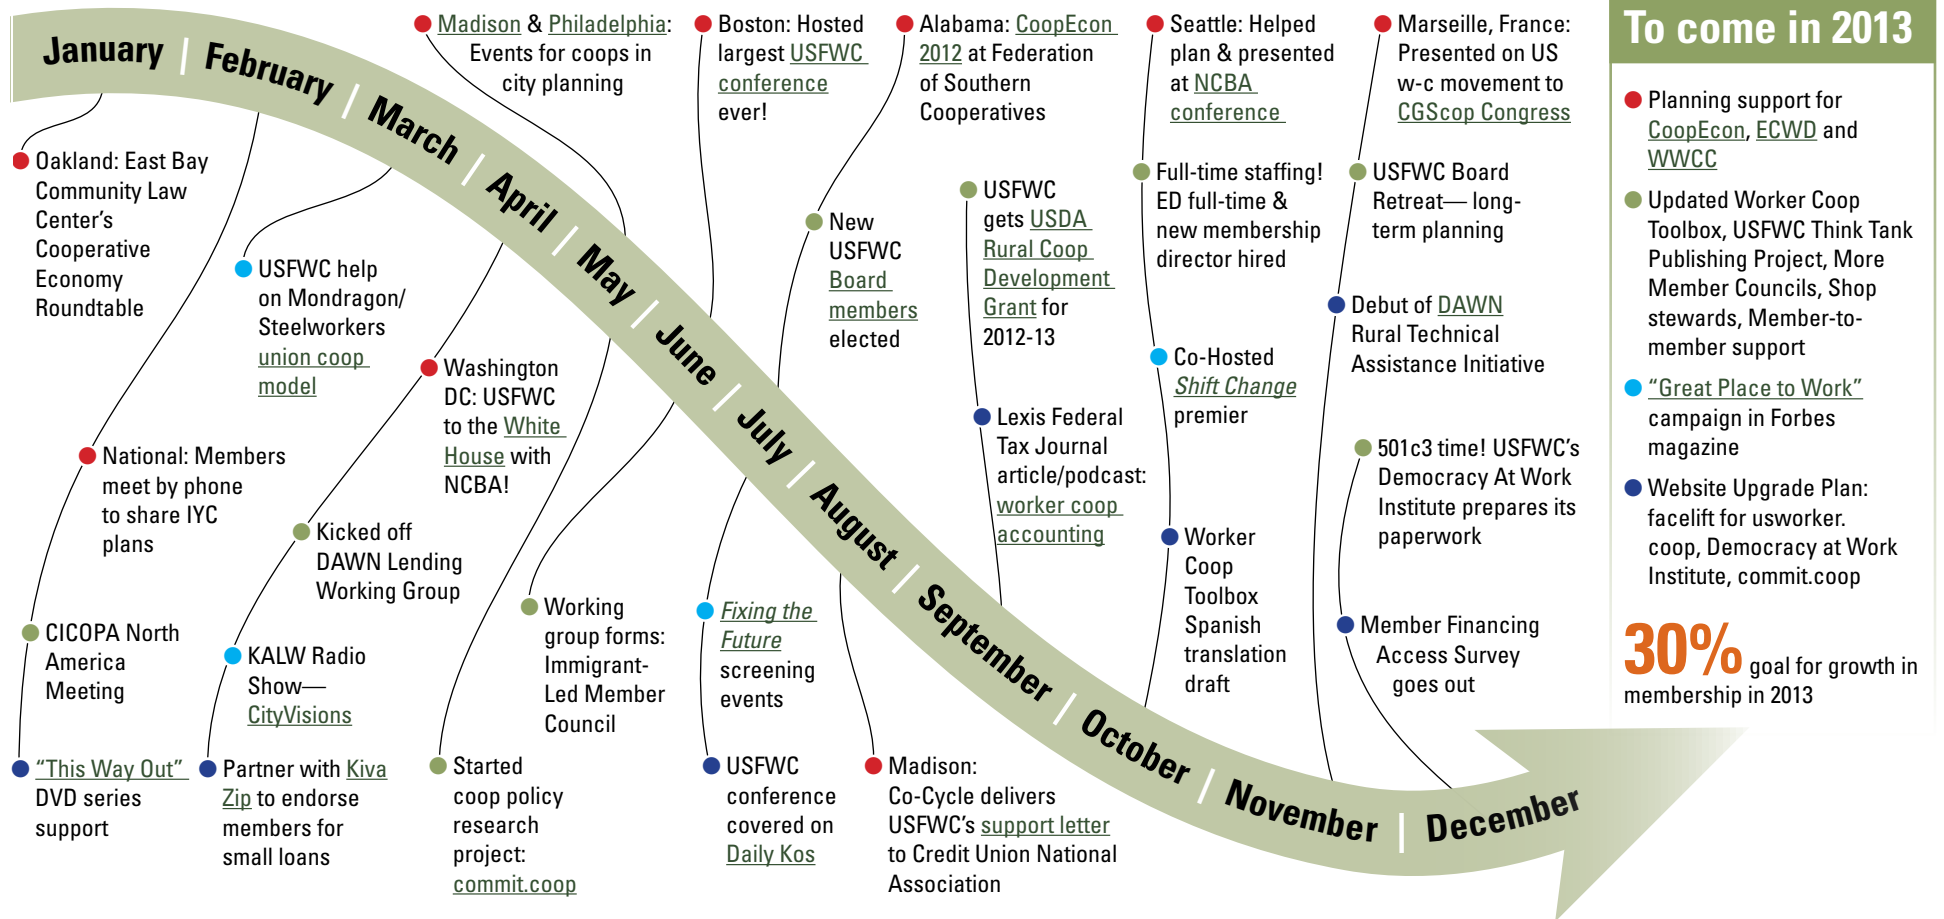 January | February | March | April | May | June | July | August | September | October | November | December
Oakland: East Bay
Community Law
Center’s
Cooperative
Economy
Roundtable
National: Members
meet by phone
to share IYC
plans
CICOPA North
America
Meeting
“This Way Out”
DVD series
support
USFWC help
on Mondragon/
Steelworkers
union coop
model
Madison & Philadelphia:
Events for coops in
city planning
Washington
DC: USFWC
to the White
House with
NCBA!
Kicked off
DAWN Lending
Working Group
KALW Radio
Show—
CityVisions
Partner with Kiva
Zip to endorse
members for
small loans
Started
coop policy
research
project:
commit.coop
Boston: Hosted
largest USFWC
conference
ever!
Working
group forms:
Immigrant-
Led Member
Council
Alabama: CoopEcon
2012 at Federation
of Southern
Cooperatives
New
USFWC
Board
members
elected
Fixing the
Future
screening
events
USFWC
conference
covered on
Daily Kos
Madison:
Co-Cycle delivers
USFWC’s support letter
to Credit Union National
Association
USFWC
gets USDA
Rural Coop
Development
Grant for
2012-13
Lexis Federal
Tax Journal
article/podcast:
worker coop
accounting
Seattle: Helped
plan & presented
at NCBA
conference
Full-time staffing!
ED full-time &
new membership
director hired
Co-Hosted
Shift Change
premier
Worker
Coop
Toolbox
Spanish
translation
draft
Marseille, France:
Presented on US
w-c movement to
CGScop Congress
USFWC Board
Retreat— long-
term planning
Debut of DAWN
Rural Technical
Assistance Initiative
501c3 time! USFWC’s
Democracy At Work
Institute prepares its
paperwork
Member Financing
Access Survey
goes out
To come in 2013
Planning support for
CoopEcon, ECWD and
WWCC
Updated Worker Coop
Toolbox, USFWC Think Tank
Publishing Project, More
Member Councils, Shop
stewards, Member-to-
member support
“Great Place to Work”
campaign in Forbes
magazine
Website Upgrade Plan:
facelift for usworker.
coop, Democracy at Work
Institute, commit.coop
30% goal for growth in
membership in 2013